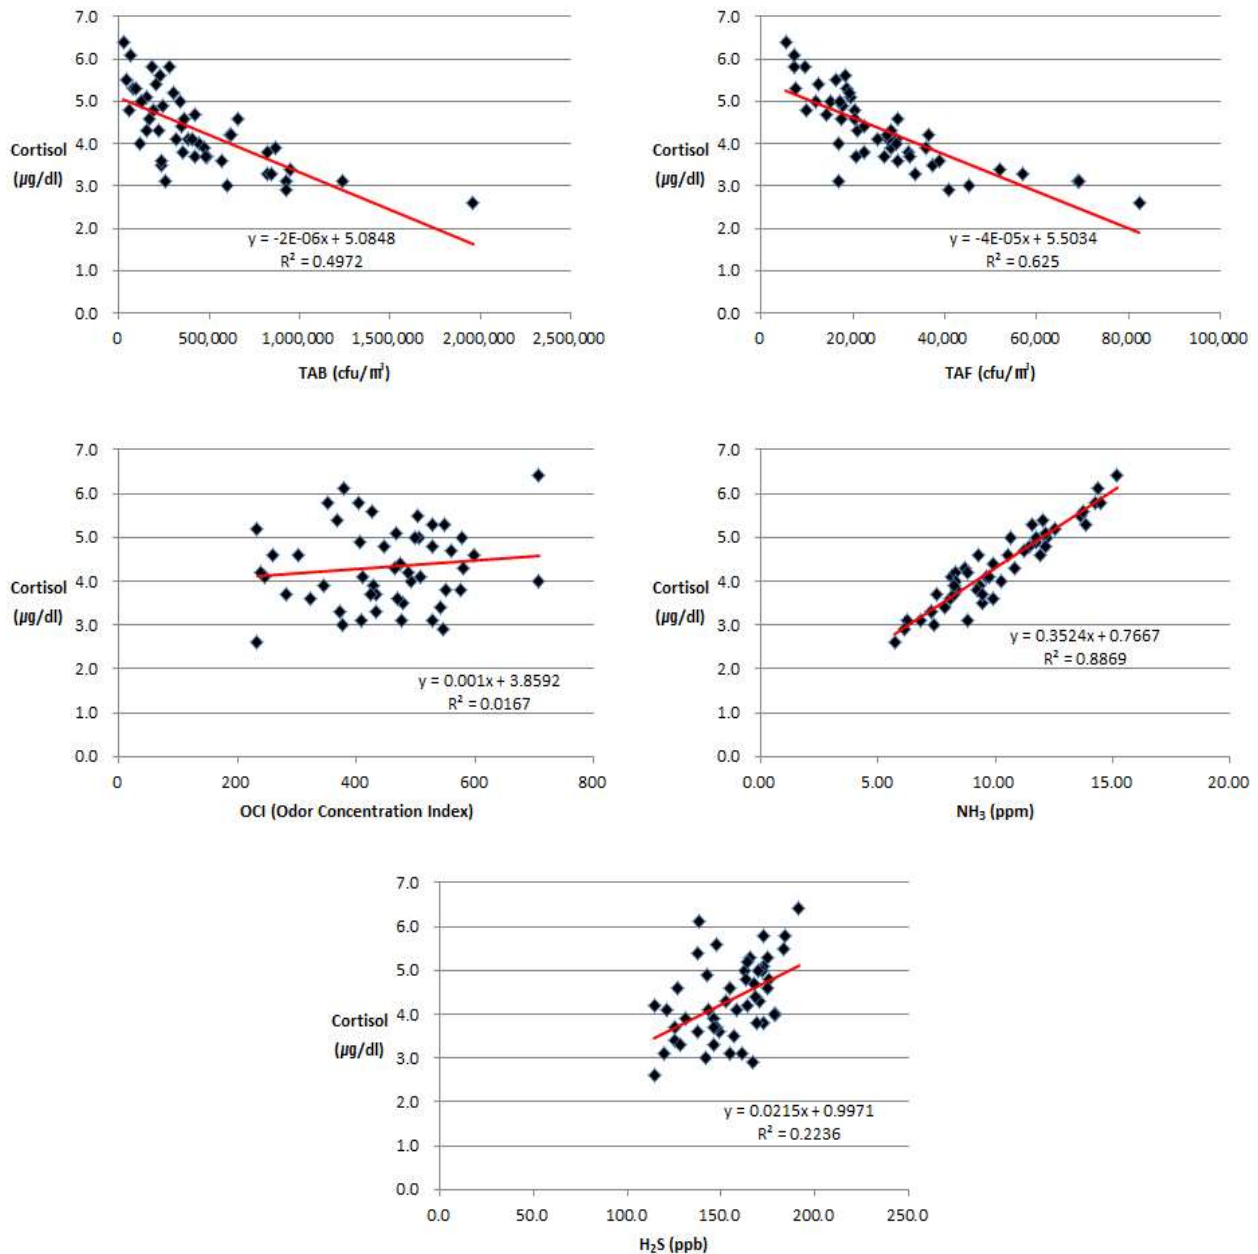 7.0
6.0
5.0
4.0
3.0
2.0
1.0
0.0
Cortisol
(µg/dl)
y = -2E-06x + 5.0848
R² = 0.4972
0 500,000 1,000,000 1,500,000 2,000,000 2,500,000
TAB (cfu/㎥)
7.0
6.0
5.0
4.0
3.0
2.0
1.0
0.0
Cortisol
(µg/dl)
y = -4E-05x + 5.5034
R² = 0.625
0 20,000 40,000 60,000 80,000 100,000
TAF (cfu/㎥)
7.0
6.0
5.0
4.0
3.0
2.0
1.0
0.0
Cortisol
(µg/dl)
y = 0.001x + 3.8592
R² = 0.0167
0 200 400 600 800
OCI (Odor Concentration Index)
7.0
6.0
5.0
4.0
3.0
2.0
1.0
0.0
Cortisol
(µg/dl)
y = 0.3524x + 0.7667
R² = 0.8869
0.00 5.00 10.00 15.00 20.00
NH₃ (ppm)
7.0
6.0
5.0
4.0
3.0
2.0
1.0
0.0
Cortisol
(µg/dl)
y = 0.0215x + 0.9971
R² = 0.2236
0.0 50.0 100.0 150.0 200.0 250.0
H₂S (ppb)